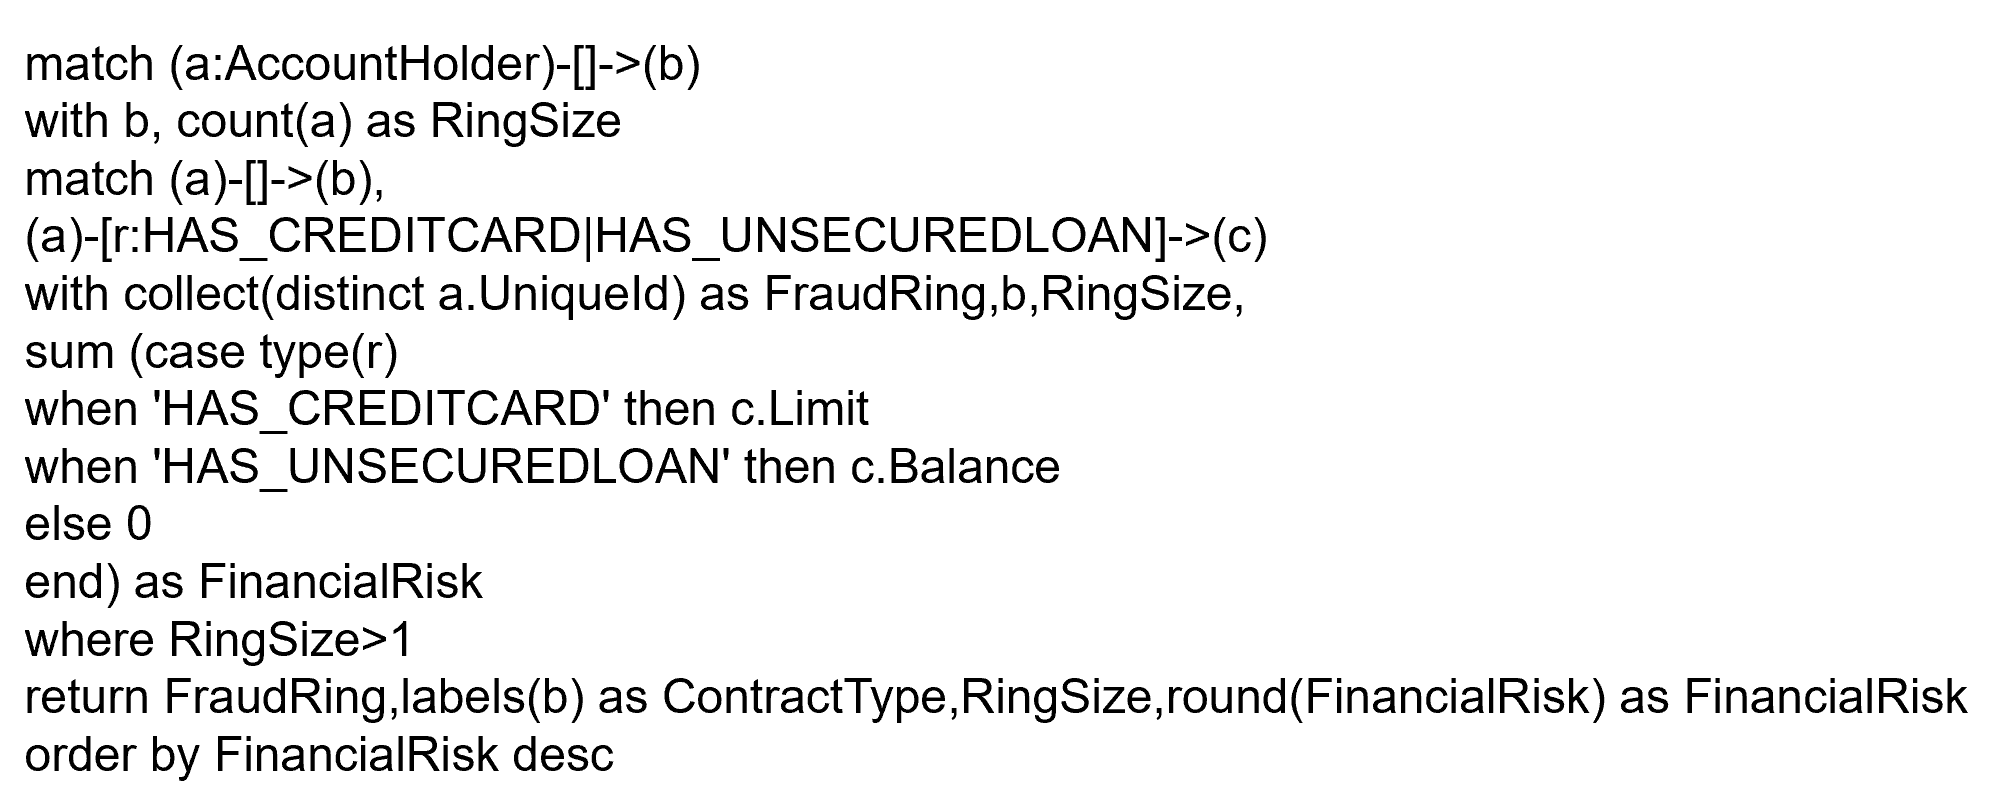 match (a:AccountHolder)-[]->(b)
with b, count(a) as RingSize
match (a)-[]->(b),
(a)-[r:HAS_CREDITCARD|HAS_UNSECUREDLOAN]->(c)
with collect(distinct a.UniqueId) as FraudRing,b,RingSize,
sum (case type(r)
when 'HAS_CREDITCARD' then c.Limit
when 'HAS_UNSECUREDLOAN' then c.Balance
else 0
end) as FinancialRisk
where RingSize>1
return FraudRing,labels(b) as ContractType,RingSize,round(FinancialRisk) as FinancialRisk
order by FinancialRisk desc